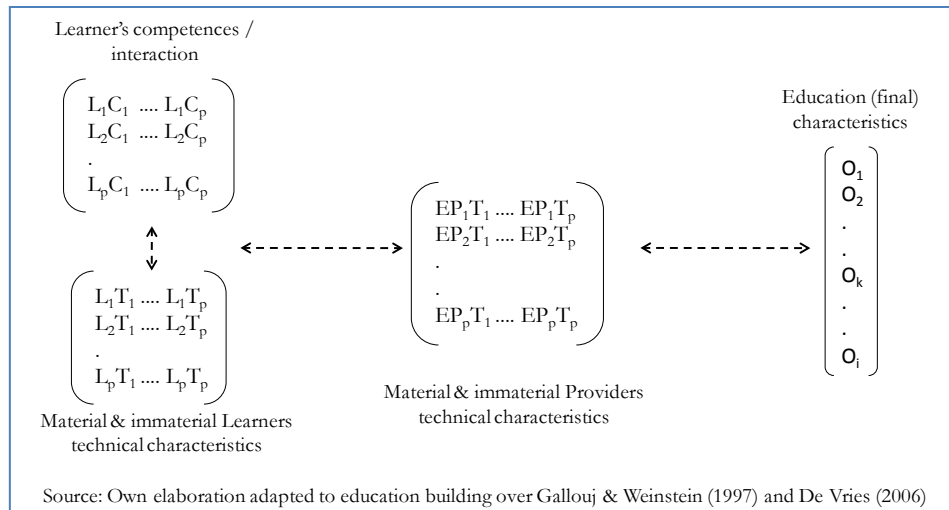 Learner's competences /
interaction
L₁C₁ .... L₁Cₚ
L₂C₁ .... L₂Cₚ
.
LₚC₁ .... LₚCₚ
L₁T₁ .... L₁Tₚ
L₂T₁ .... L₂Tₚ
.
LₚT₁ .... LₚTₚ
Material & immaterial Learners
technical characteristics
EP₁T₁ .... EP₁Tₚ
EP₂T₁ .... EP₂Tₚ
.
.
EPₚT₁ .... EPₚTₚ
Material & immaterial Providers
technical characteristics
Education (final)
characteristics
O₁
O₂
.
.
Oₖ
.
.
Oᵢ
Source: Own elaboration adapted to education building over Gallouj & Weinstein (1997) and De Vries (2006)